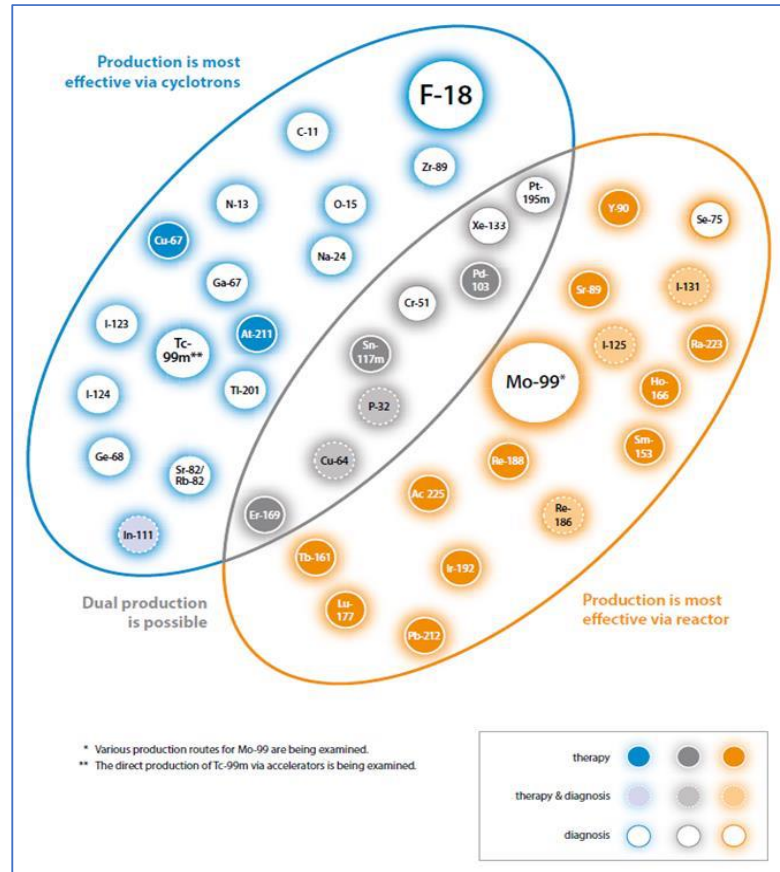 Production is most
effective via cyclotrons
F-18
C-11
Zr-89
Pt-
195m
N-13
O-15
Y-90
Se-75
Xe-133
Cu-67
Na-24
Ga-67
Pd-
103
Sr-89
I-131
Cr-51
I-123
At-211
Tc-
99m**
Sn-
117m
I-125
Ra-223
Mo-99*
I-124
Tl-201
Ho-
166
P-32
Sm-
153
Ge-68
Sr-82/
Rb-82
Cu-64
Re-188
Ac 225
Re-
186
Er-169
In-111
Tb-161
Ir-192
Dual production
is possible
Lu-
177
Pb-212
Production is most
effective via reactor
* Various production routes for Mo-99 are being examined.
** The direct production of Tc-99m via accelerators is being examined.
therapy
therapy & diagnosis
diagnosis